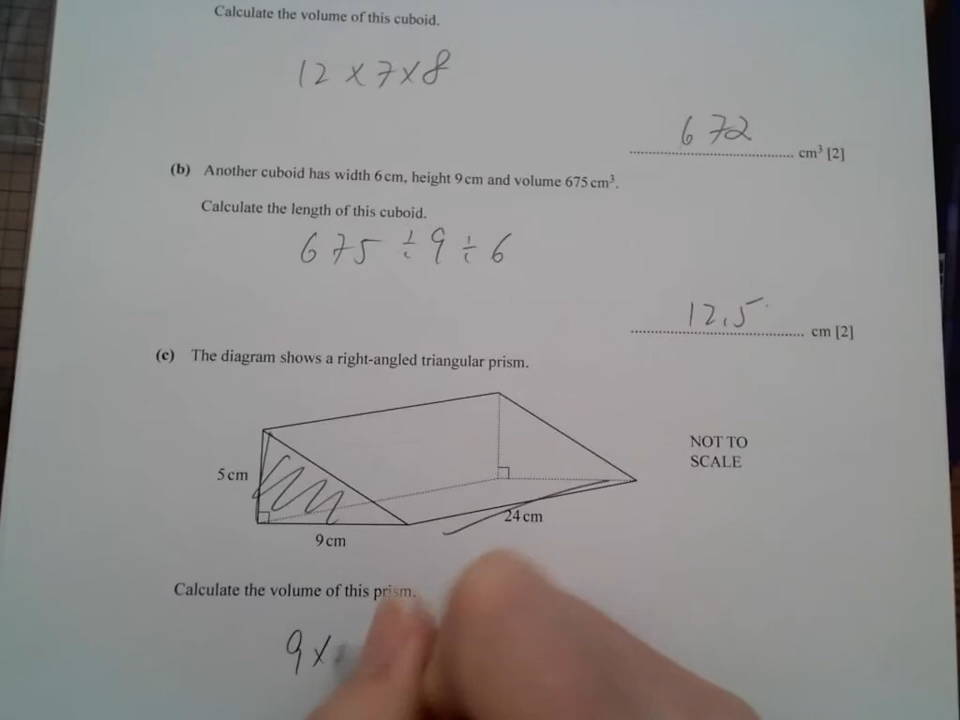 Calculate the volume of this cuboid.
12 × 7 × 8
672
cm³ [2]
(b) Another cuboid has width 6 cm, height 9 cm and volume 675 cm³.
Calculate the length of this cuboid.
675 ÷ 9 ÷ 6
12.5
cm [2]
(c) The diagram shows a right-angled triangular prism.
NOT TO
SCALE
5 cm
24 cm
9 cm
Calculate the volume of this prism.
9 ×